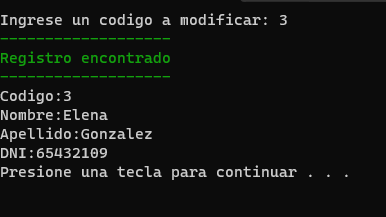 Ingrese un codigo a modificar: 3
-------------------
Registro encontrado
-------------------
Codigo:3
Nombre:Elena
Apellido:Gonzalez
DNI:65432109
Presione una tecla para continuar . . .